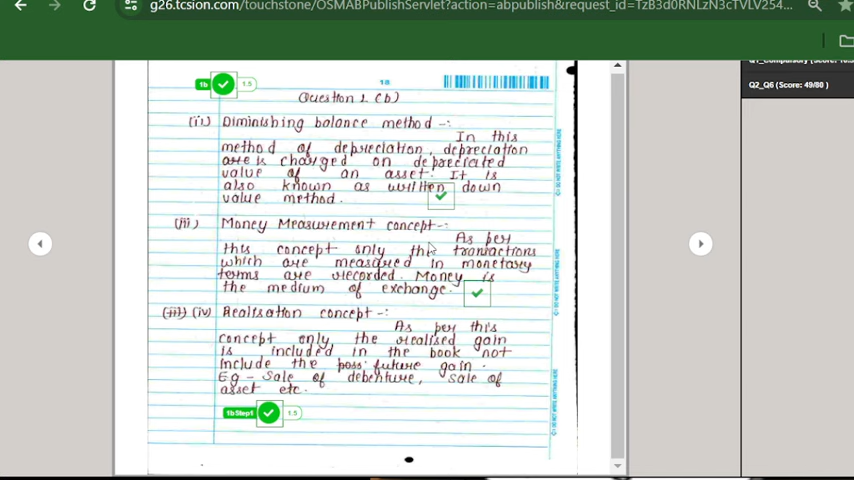 g26.tcsion.com/touchstone/OSMABPublishServlet?action=abpublish&request_id=TzB3d0RNLzN3cTVLV254...
Q2_Q6 (Score: 49/80 )
1b 1.5
18
Question 1 (b)
(ii) Diminishing balance method -:
In this
method of depreciation, depreciation
are is charged on depreciated
value of an asset. It is
also known as written down
value method.
(iii) Money Measurement concept -:
As per
this concept only this transactions
which are measured in monetary
terms are recorded. Money is
the medium of exchange.
(iii) (iv) Realisation concept -:
As per this
concept only the realised gain
is included in the book not
include the poss. future gain.
Eg - Sale of debenture, sale of
asset etc.
1bStep1 1.5